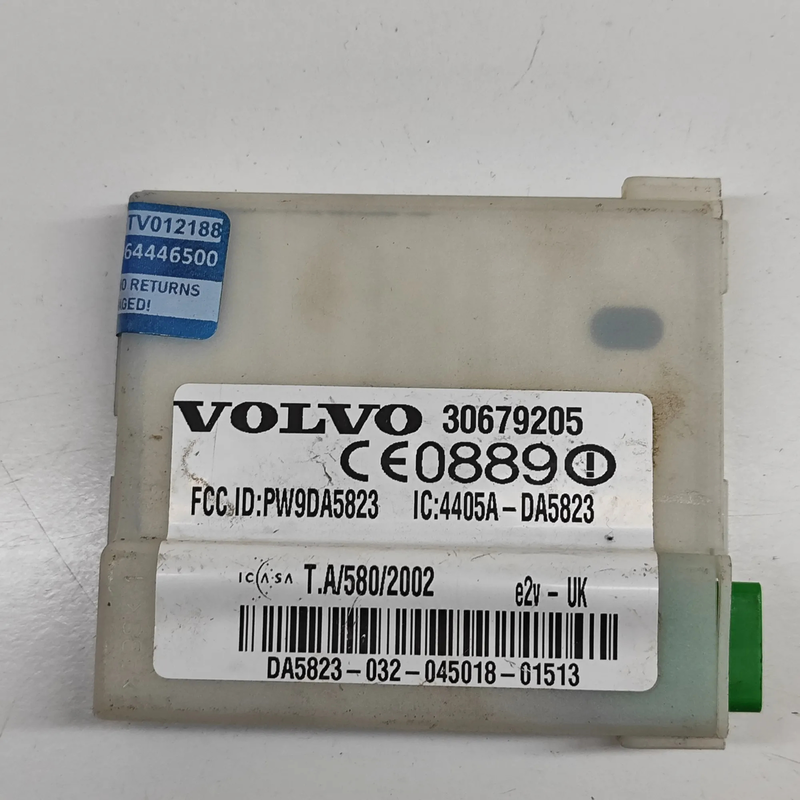 TV012188
64446500
RETURNS
VOLVO 30679205
CE0889
FCC ID:PW9DA5823 IC:4405A-DA5823
ICASA T.A/580/2002 e2v - UK
DA5823-032-045018-01513